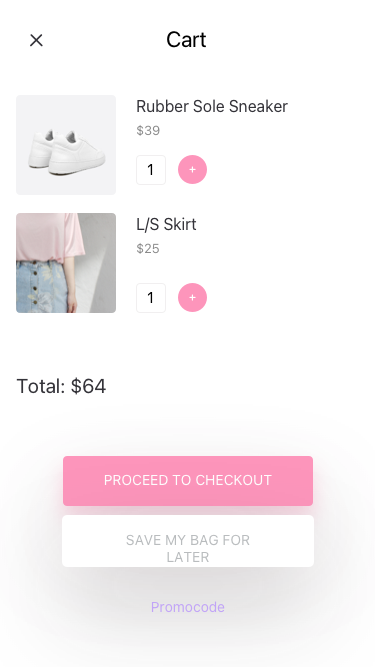 Cart
Rubber Sole Sneaker
$39
1 +
L/S Skirt
$25
1 +
Total: $64
PROCEED TO CHECKOUT
SAVE MY BAG FOR
LATER
Promocode